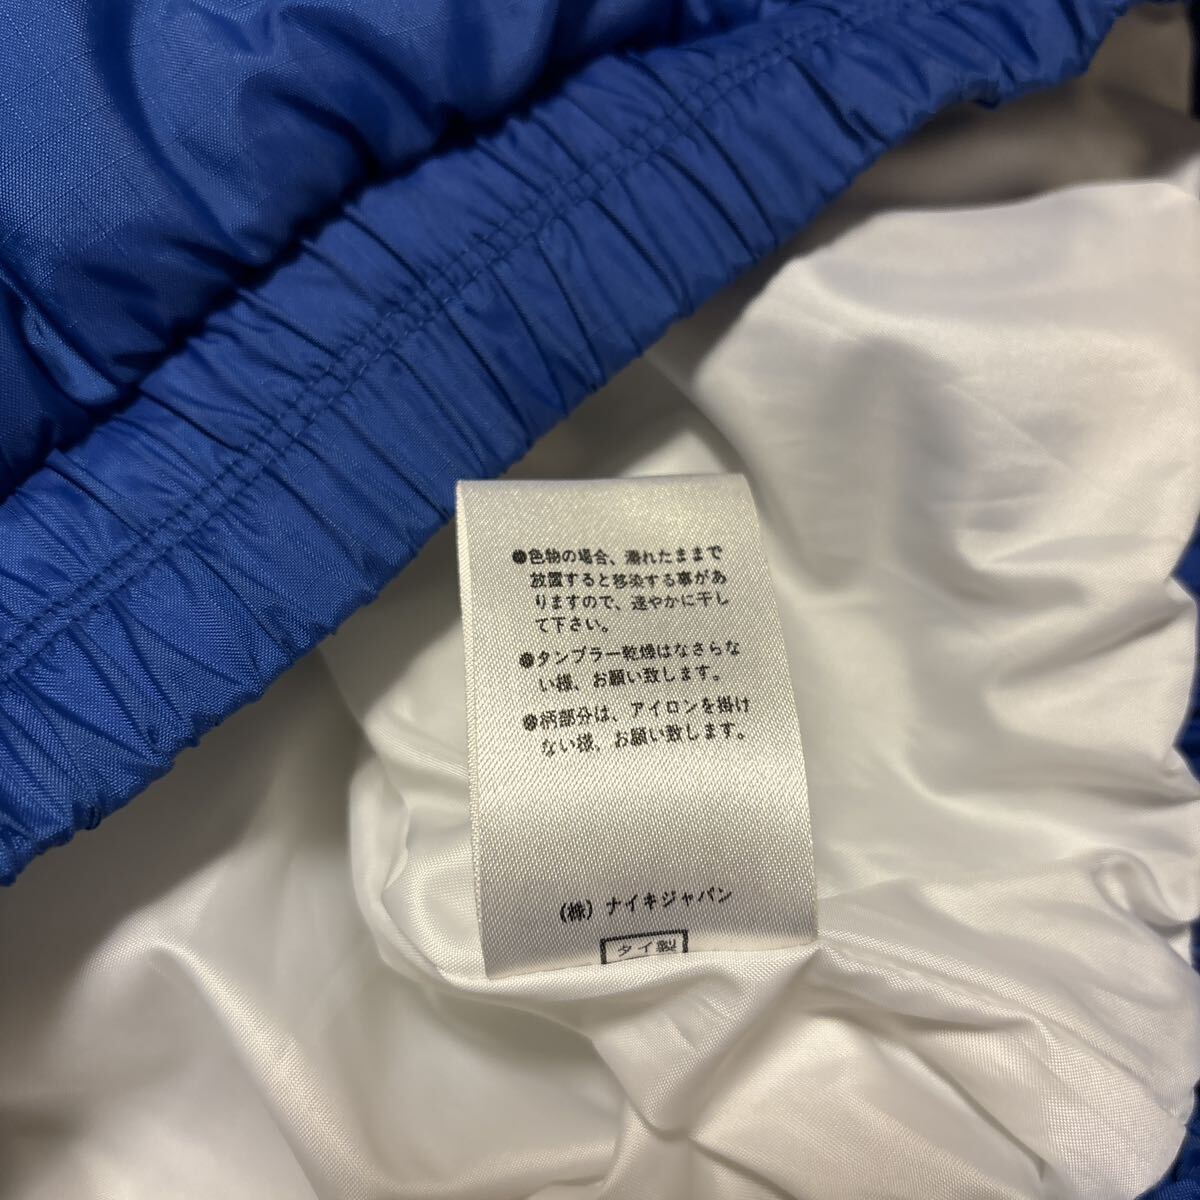 ●色物の場合、濡れたままで
放置すると移染する事があ
りますので、速やかに干し
て下さい。
●タンブラー乾燥はなさらな
い様、お願い致します。
●柄部分は、アイロンを掛け
ない様、お願い致します。
(株)ナイキジャパン
タイ製